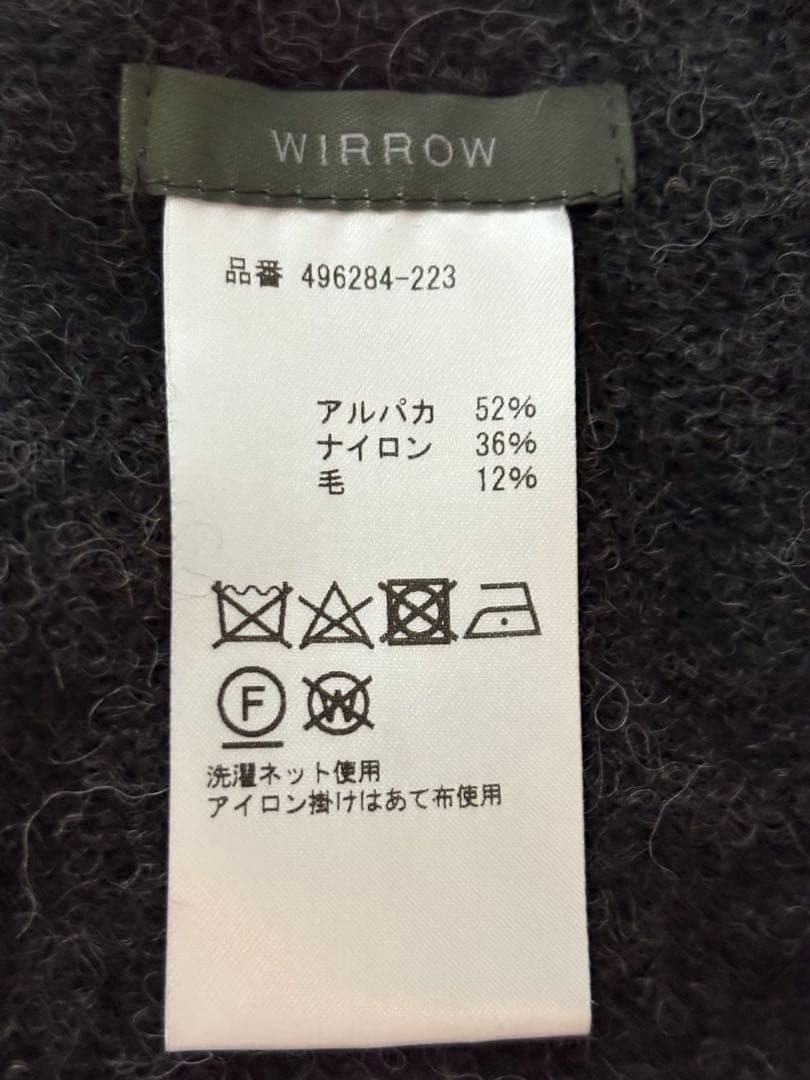 WIRROW
品番 496284-223
アルパカ 52%
ナイロン 36%
毛 12%
F
W
洗濯ネット使用
アイロン掛けはあて布使用